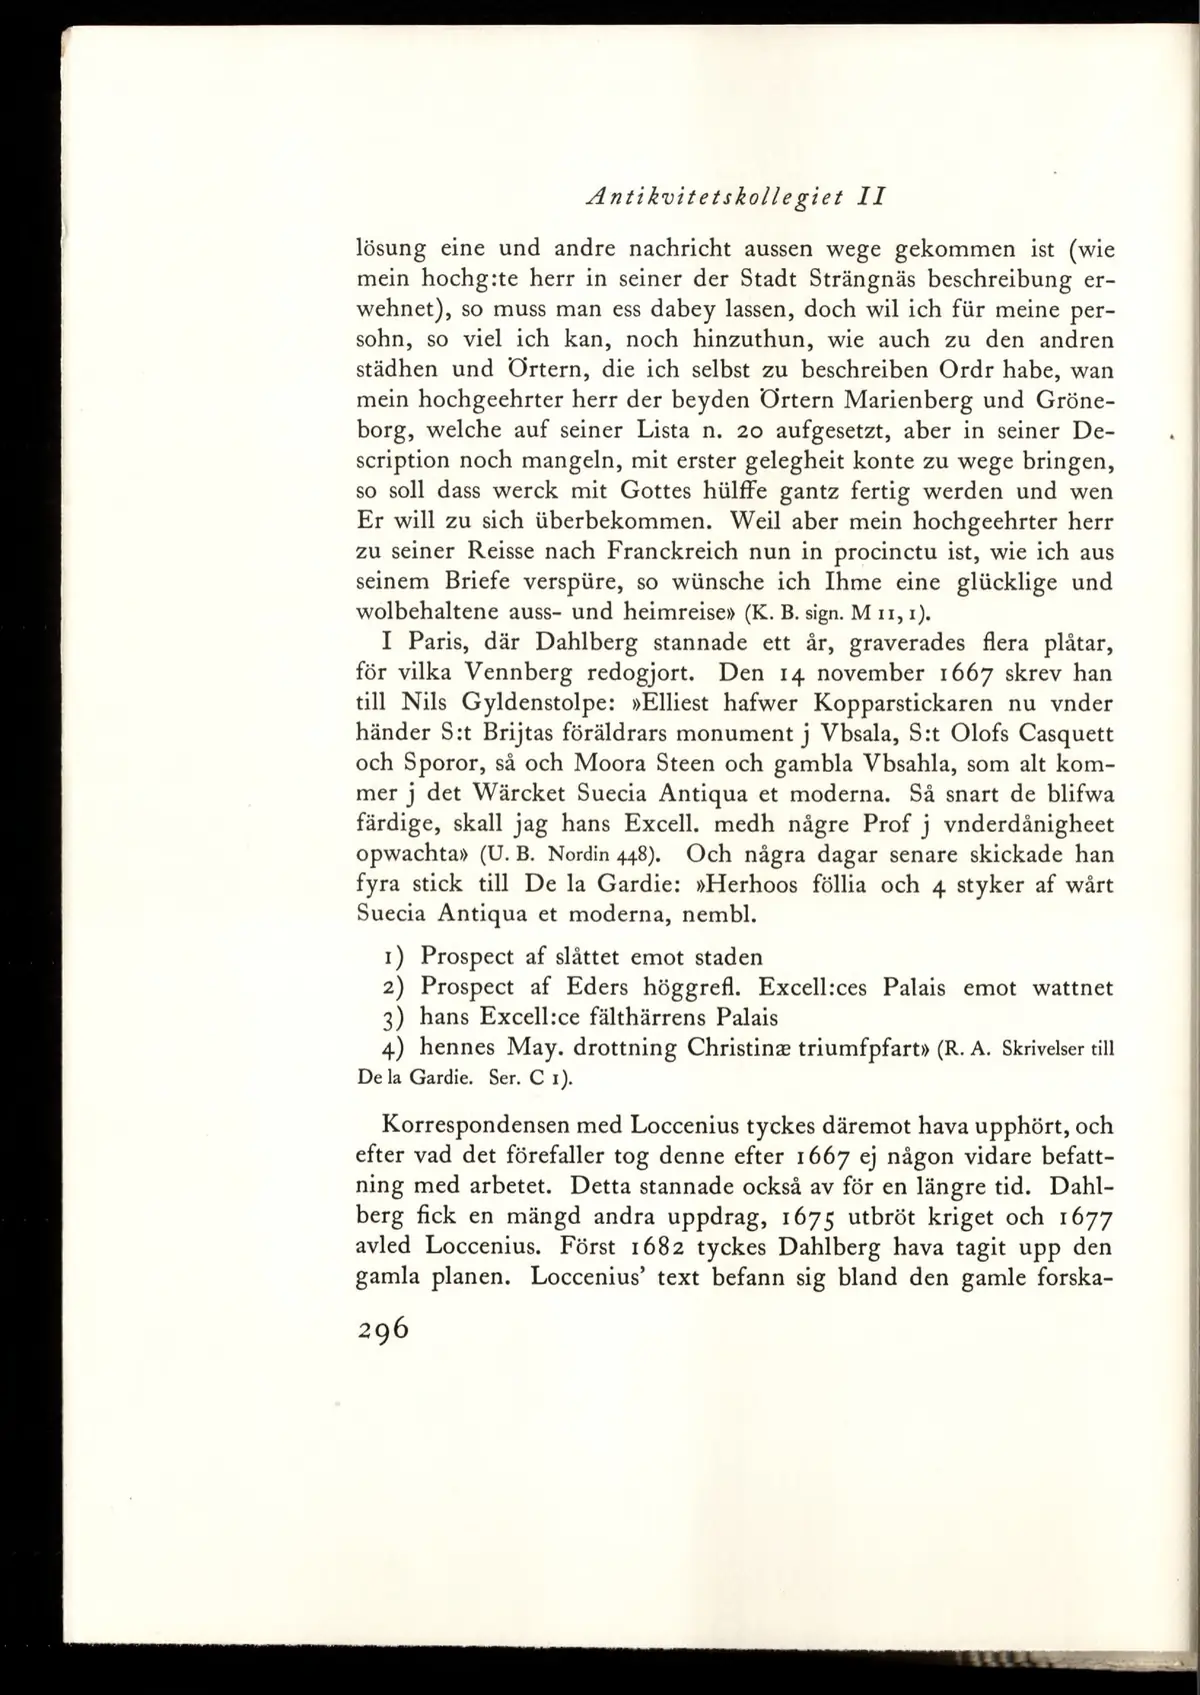 Antikvitetskollegiet II
lösung eine und andre nachricht aussen wege gekommen ist (wie
mein hochg:te herr in seiner der Stadt Strängnäs beschreibung er-
wehnet), so muss man ess dabey lassen, doch wil ich für meine per-
sohn, so viel ich kan, noch hinzuthun, wie auch zu den andren
städhen und Örtern, die ich selbst zu beschreiben Ordr habe, wan
mein hochgeehrter herr der beyden Örtern Marienberg und Gröne-
borg, welche auf seiner Lista n. 20 aufgesetzt, aber in seiner De-
scription noch mangeln, mit erster gelegheit konte zu wege bringen,
so soll dass werck mit Gottes hülffe gantz fertig werden und wen
Er will zu sich überbekommen. Weil aber mein hochgeehrter herr
zu seiner Reisse nach Franckreich nun in procinctu ist, wie ich aus
seinem Briefe verspüre, so wünsche ich Ihme eine glücklige und
wolbehaltene auss- und heimreise» (K. B. sign. M 11, 1).
I Paris, där Dahlberg stannade ett år, graverades flera plåtar,
för vilka Vennberg redogjort. Den 14 november 1667 skrev han
till Nils Gyldenstolpe: »Elliest hafwer Kopparstickaren nu vnder
händer S:t Brijtas föräldrars monument j Vbsala, S:t Olofs Casquett
och Sporor, så och Moora Steen och gambla Vbsahla, som alt kom-
mer j det Wärcket Suecia Antiqua et moderna. Så snart de blifwa
färdige, skall jag hans Excell. medh någre Prof j vnderdånigheet
opwachta» (U. B. Nordin 448). Och några dagar senare skickade han
fyra stick till De la Gardie: »Herhoos föllia och 4 styker af wårt
Suecia Antiqua et moderna, nembl.
1) Prospect af slåttet emot staden
2) Prospect af Eders höggrefl. Excell:ces Palais emot wattnet
3) hans Excell:ce fälthärrens Palais
4) hennes May. drottning Christinæ triumfpfart» (R. A. Skrivelser till
De la Gardie. Ser. C 1).
Korrespondensen med Loccenius tyckes däremot hava upphört, och
efter vad det förefaller tog denne efter 1667 ej någon vidare befatt-
ning med arbetet. Detta stannade också av för en längre tid. Dahl-
berg fick en mängd andra uppdrag, 1675 utbröt kriget och 1677
avled Loccenius. Först 1682 tyckes Dahlberg hava tagit upp den
gamla planen. Loccenius’ text befann sig bland den gamle forska-
296